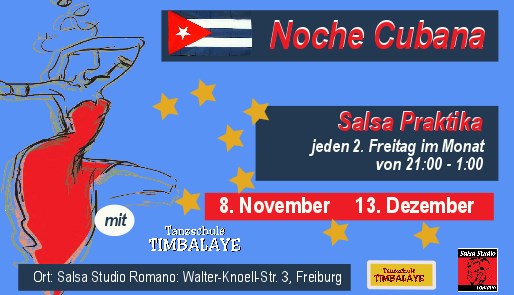 Noche Cubana
Salsa Praktika
jeden 2. Freitag im Monat
von 21:00 - 1:00
8. November 13. Dezember
mit
Tanzschule
TIMBALAYE
Ort: Salsa Studio Romano: Walter-Knoell-Str. 3, Freiburg
Tanzschule
TIMBALAYE
Salsa Studio
romano